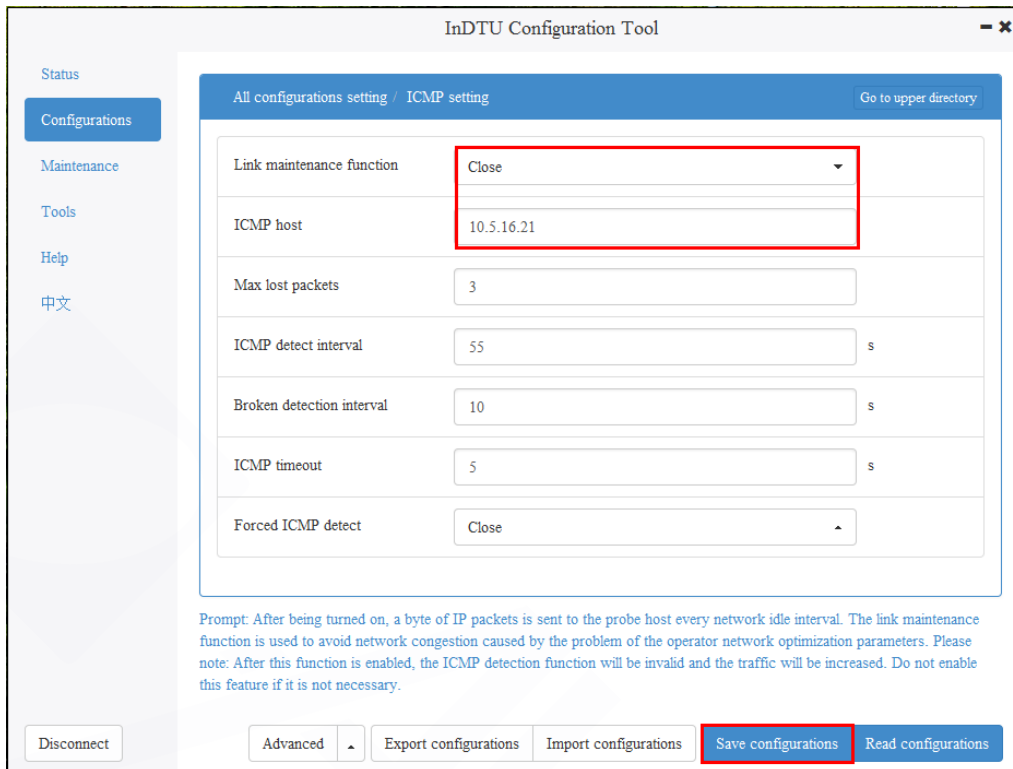 InDTU Configuration Tool
Status
Configurations
Maintenance
Tools
Help
中文
All configurations setting / ICMP setting
Go to upper directory
Link maintenance function
Close
ICMP host
10.5.16.21
Max lost packets
3
ICMP detect interval
55
s
Broken detection interval
10
s
ICMP timeout
5
s
Forced ICMP detect
Close
Prompt: After being turned on, a byte of IP packets is sent to the probe host every network idle interval. The link maintenance
function is used to avoid network congestion caused by the problem of the operator network optimization parameters. Please
note: After this function is enabled, the ICMP detection function will be invalid and the traffic will be increased. Do not enable
this feature if it is not necessary.
Disconnect
Advanced
Export configurations
Import configurations
Save configurations
Read configurations